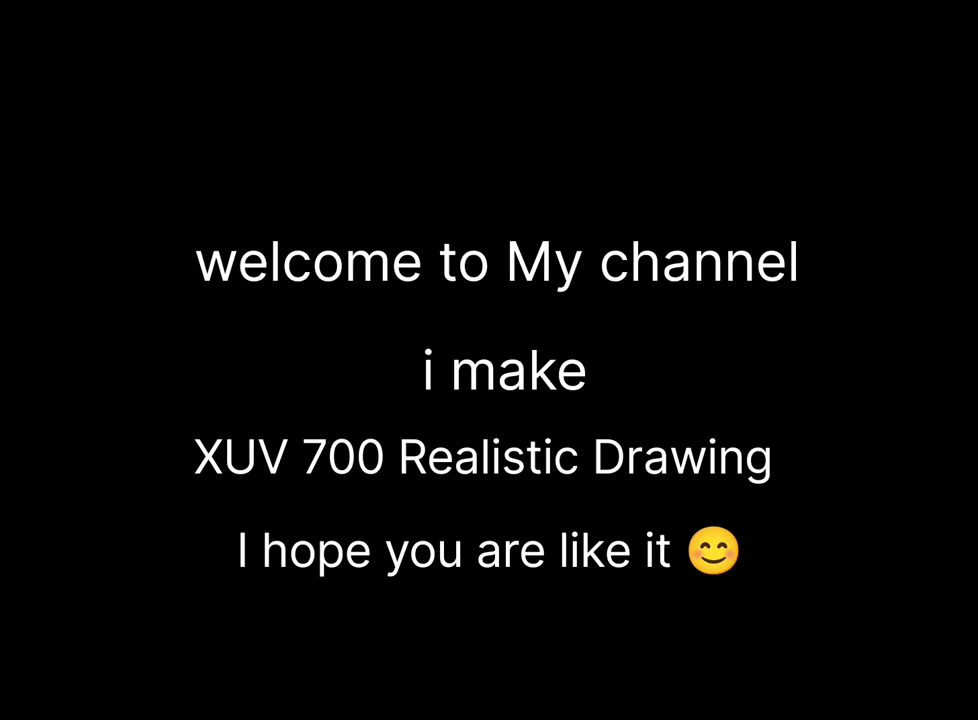 welcome to My channel
i make
XUV 700 Realistic Drawing
I hope you are like it 😊